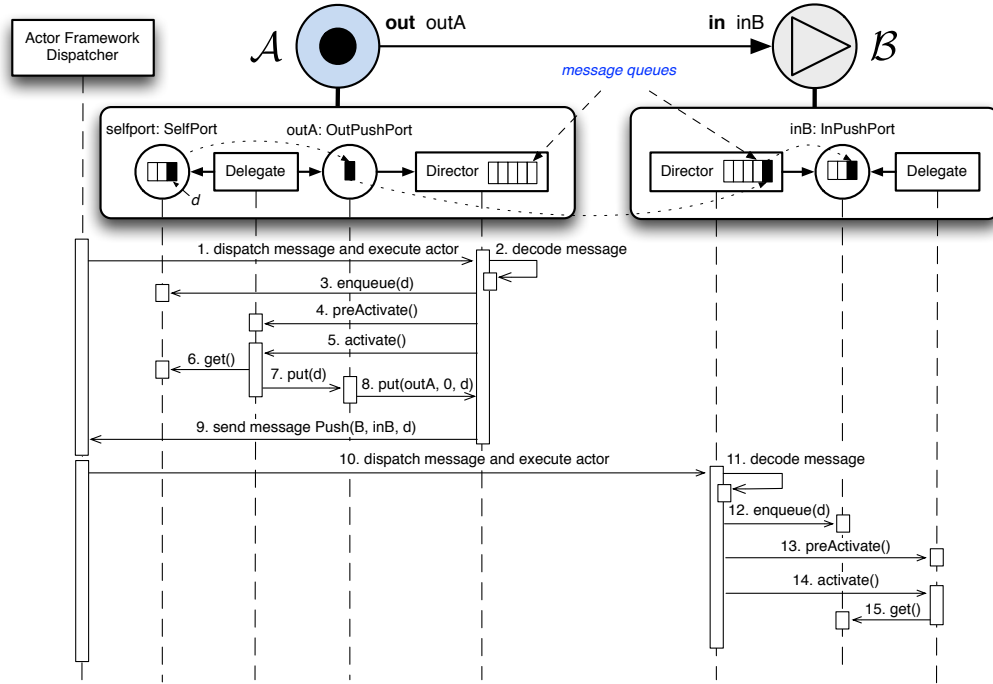 Actor Framework
Dispatcher
A
out outA
in inB
B
message queues
selfport: SelfPort
outA: OutPushPort
inB: InPushPort
Delegate
Director
Director
Delegate
d
1. dispatch message and execute actor
2. decode message
3. enqueue(d)
4. preActivate()
5. activate()
6. get()
7. put(d)
8. put(outA, 0, d)
9. send message Push(B, inB, d)
10. dispatch message and execute actor
11. decode message
12. enqueue(d)
13. preActivate()
14. activate()
15. get()